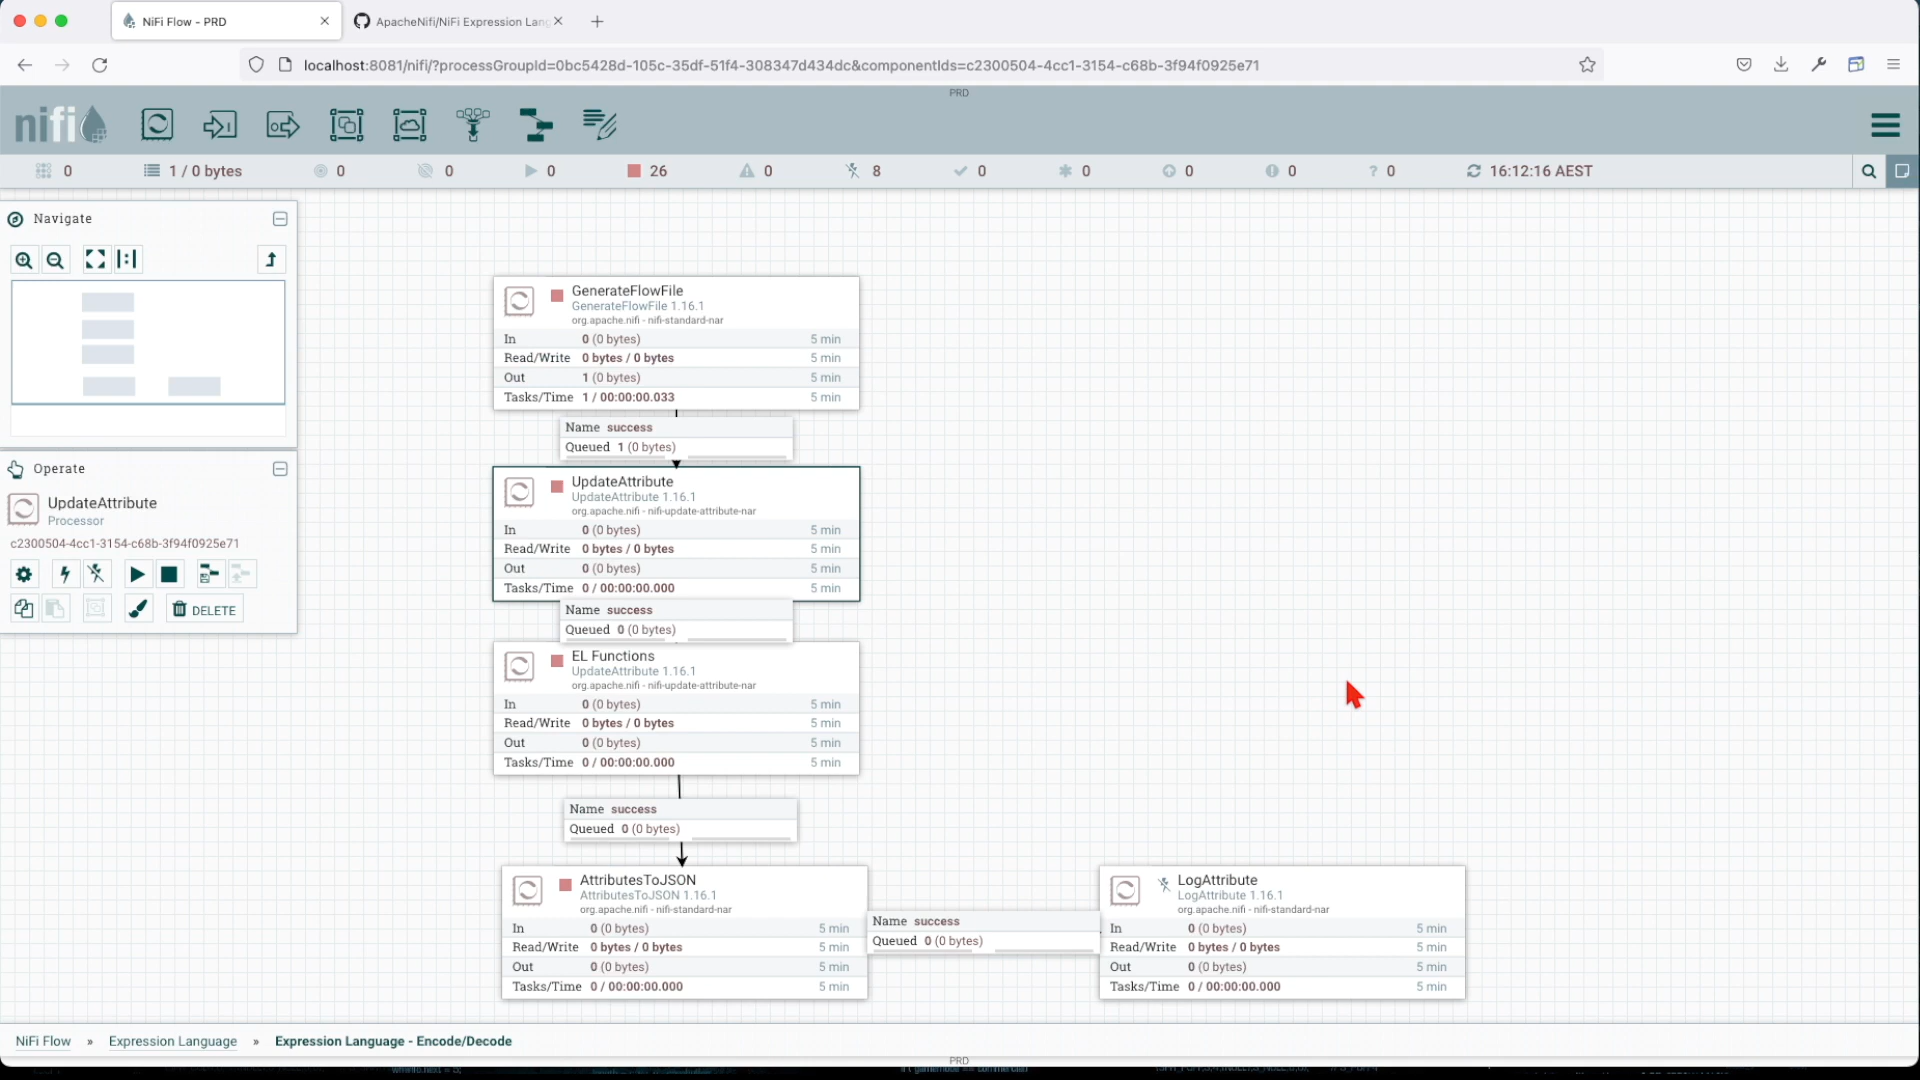 NiFi Flow - PRD
ApacheNifi/NiFi Expression Lang
localhost:8081/nifi/?processGroupId=0bc5428d-105c-35df-51f4-308347d434dc&componentIds=c2300504-4cc1-3154-c68b-3f94f0925e71
PRD
nifi
0 1 / 0 bytes 0 0 0 26 0 8 0 0 0 0 ? 0 16:12:16 AEST
Navigate
Operate
UpdateAttribute
Processor
c2300504-4cc1-3154-c68b-3f94f0925e71
DELETE
GenerateFlowFile
GenerateFlowFile 1.16.1
org.apache.nifi - nifi-standard-nar
In 0 (0 bytes) 5 min
Read/Write 0 bytes / 0 bytes 5 min
Out 1 (0 bytes) 5 min
Tasks/Time 1 / 00:00:00.033 5 min
Name success
Queued 1 (0 bytes)
UpdateAttribute
UpdateAttribute 1.16.1
org.apache.nifi - nifi-update-attribute-nar
In 0 (0 bytes) 5 min
Read/Write 0 bytes / 0 bytes 5 min
Out 0 (0 bytes) 5 min
Tasks/Time 0 / 00:00:00.000 5 min
Name success
Queued 0 (0 bytes)
EL Functions
UpdateAttribute 1.16.1
org.apache.nifi - nifi-update-attribute-nar
In 0 (0 bytes) 5 min
Read/Write 0 bytes / 0 bytes 5 min
Out 0 (0 bytes) 5 min
Tasks/Time 0 / 00:00:00.000 5 min
Name success
Queued 0 (0 bytes)
AttributesToJSON
AttributesToJSON 1.16.1
org.apache.nifi - nifi-standard-nar
In 0 (0 bytes) 5 min
Read/Write 0 bytes / 0 bytes 5 min
Out 0 (0 bytes) 5 min
Tasks/Time 0 / 00:00:00.000 5 min
Name success
Queued 0 (0 bytes)
LogAttribute
LogAttribute 1.16.1
org.apache.nifi - nifi-standard-nar
In 0 (0 bytes) 5 min
Read/Write 0 bytes / 0 bytes 5 min
Out 0 (0 bytes) 5 min
Tasks/Time 0 / 00:00:00.000 5 min
NiFi Flow » Expression Language » Expression Language - Encode/Decode
PRD